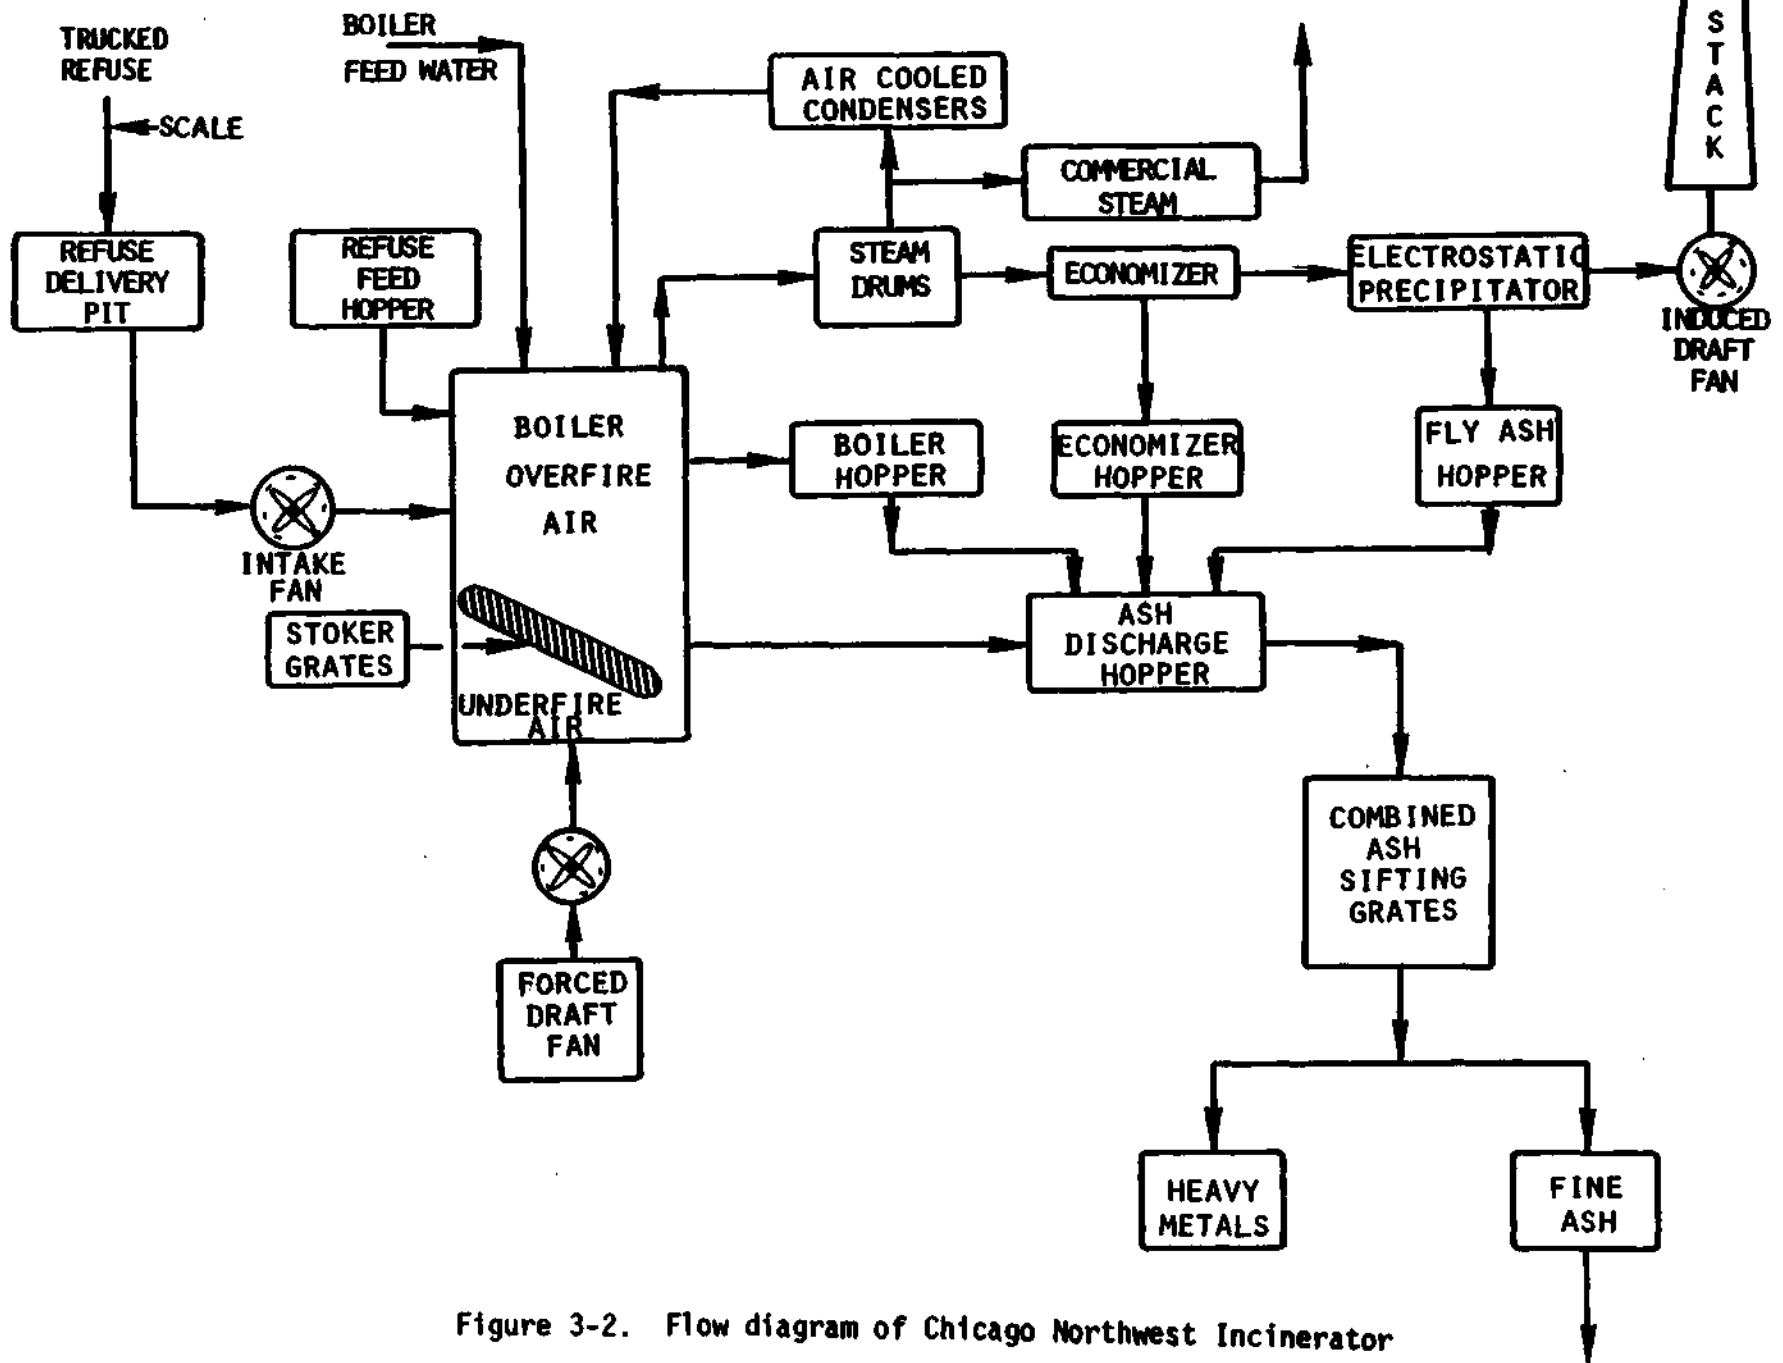 TRUCKED
REFUSE
BOILER
FEED WATER
SCALE
AIR COOLED
CONDENSERS
COMMERCIAL
STEAM
S
T
A
C
K
REFUSE
DELIVERY
PIT
REFUSE
FEED
HOPPER
STEAM
DRUMS
ECONOMIZER
ELECTROSTATIC
PRECIPITATOR
INDUCED
DRAFT
FAN
BOILER
OVERFIRE
AIR
BOILER
HOPPER
ECONOMIZER
HOPPER
FLY ASH
HOPPER
INTAKE
FAN
STOKER
GRATES
UNDERFIRE
AIR
ASH
DISCHARGE
HOPPER
COMBINED
ASH
SIFTING
GRATES
FORCED
DRAFT
FAN
HEAVY
METALS
FINE
ASH
Figure 3-2. Flow diagram of Chicago Northwest Incinerator